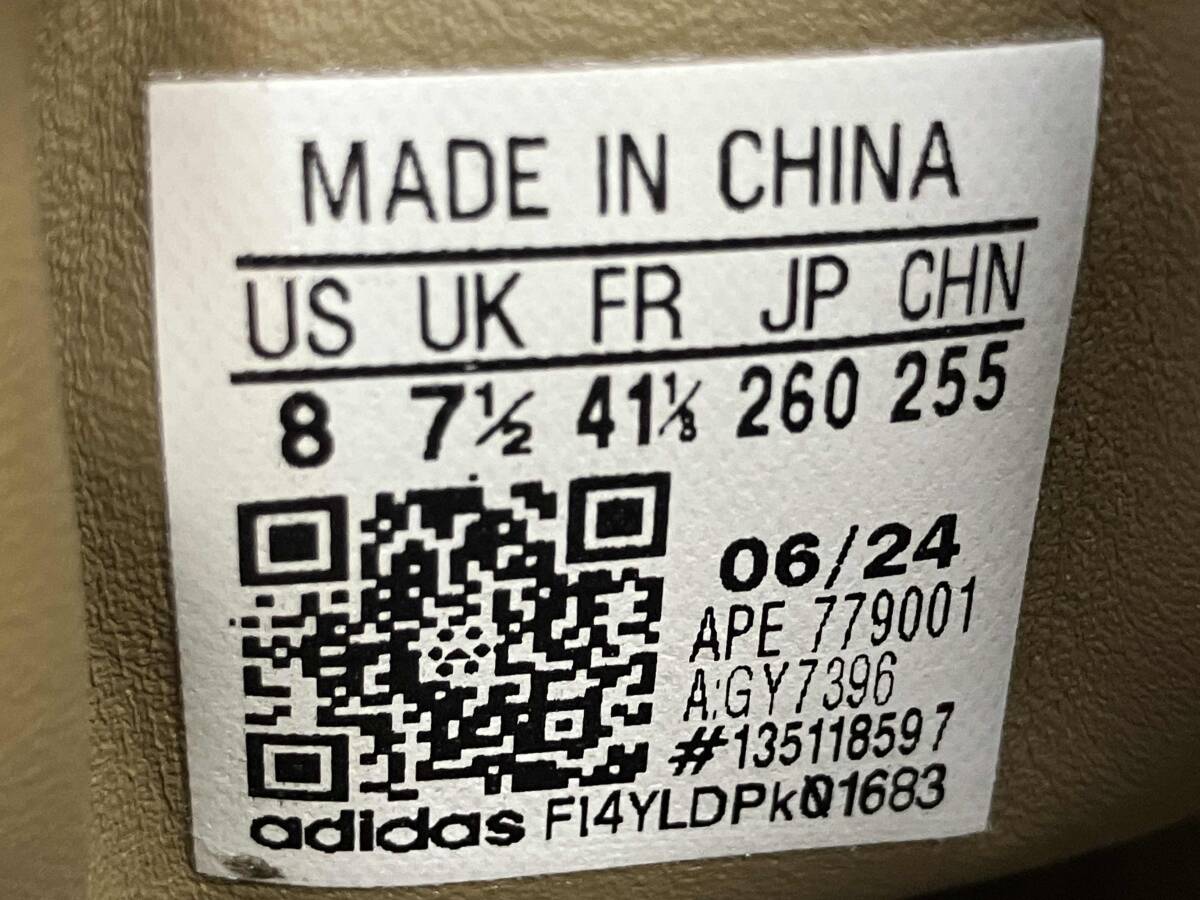 MADE IN CHINA
US UK FR JP CHN
8 7½ 41⅓ 260 255
06/24
APE 779001
A:GY7396
#135118597
adidas FI4YLDPkQ1683